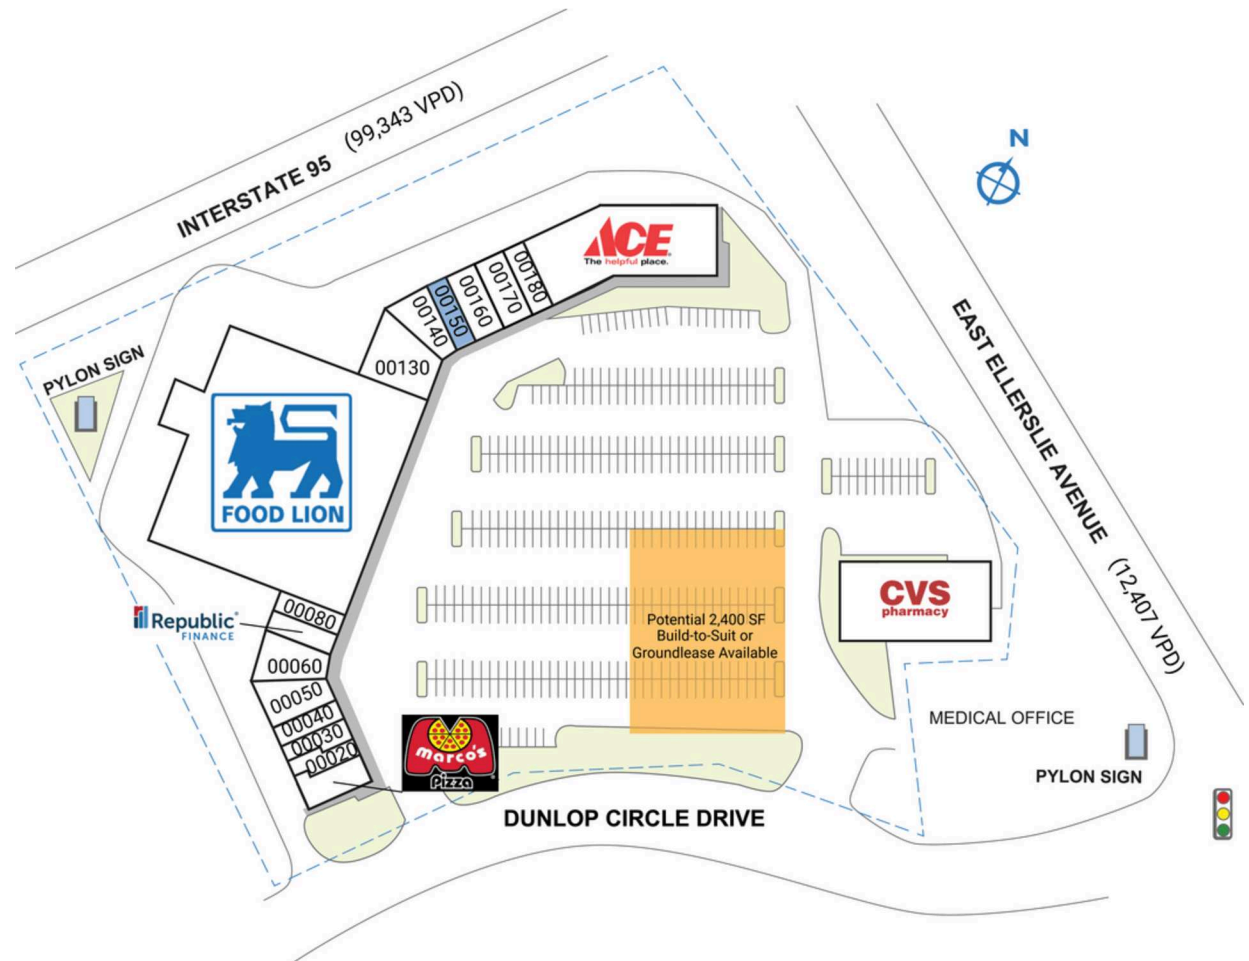 INTERSTATE 95 (99,343 VPD)
N
ACE
The helpful place.
00180
00170
00160
00150
00140
00130
PYLON SIGN
FOOD LION
EAST ELLERSLIE AVENUE (12,407 VPD)
CVS
pharmacy
Republic
FINANCE
00080
00060
00050
00040
00030
00020
Potential 2,400 SF
Build-to-Suit or
Groundlease Available
marco's
Pizza
MEDICAL OFFICE
PYLON SIGN
DUNLOP CIRCLE DRIVE